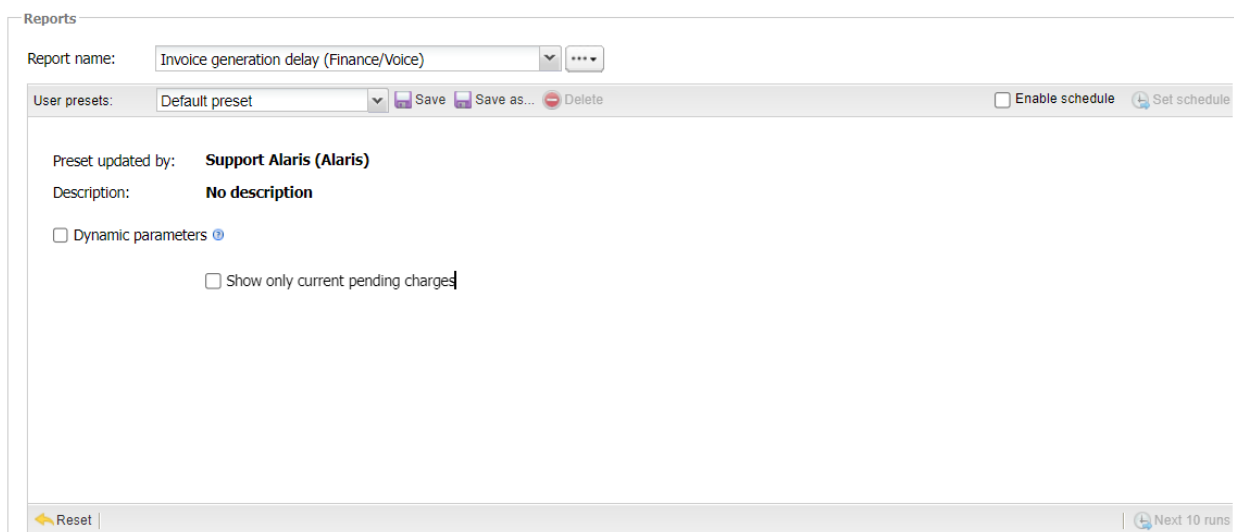 Reports
Report name: Invoice generation delay (Finance/Voice)
User presets: Default preset Save Save as... Delete Enable schedule Set schedule
Preset updated by: Support Alaris (Alaris)
Description: No description
Dynamic parameters
Show only current pending charges
Reset Next 10 runs